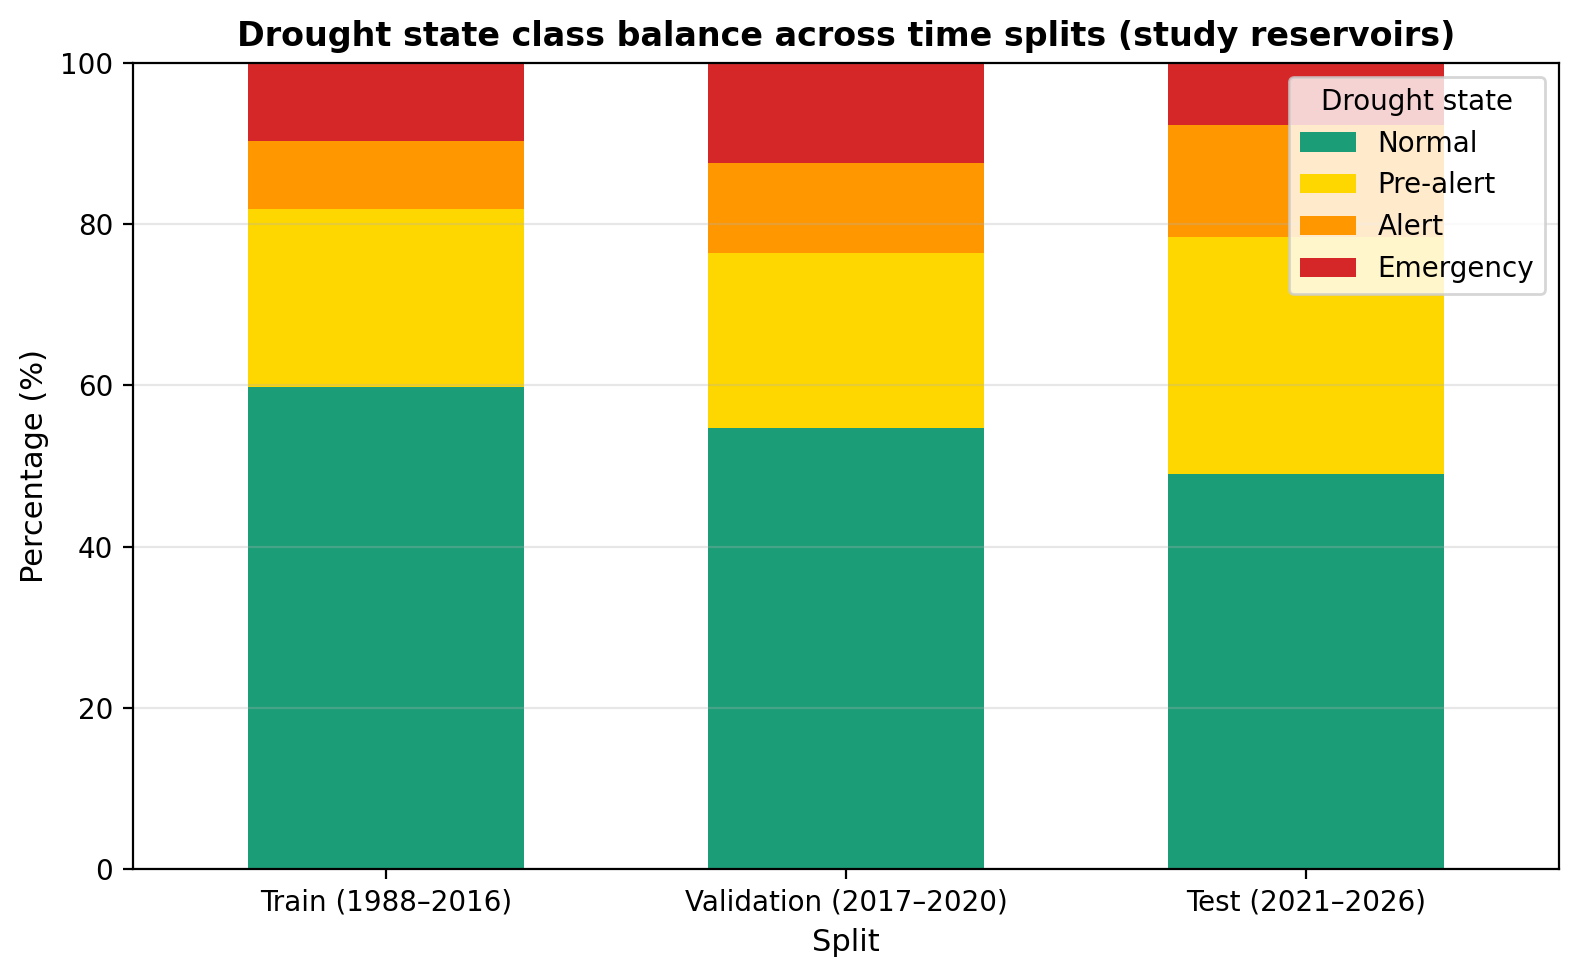 Drought state class balance across time splits (study reservoirs)
100
80
60
40
20
0
Percentage (%)
Drought state
Normal
Pre-alert
Alert
Emergency
Train (1988–2016)
Validation (2017–2020)
Test (2021–2026)
Split